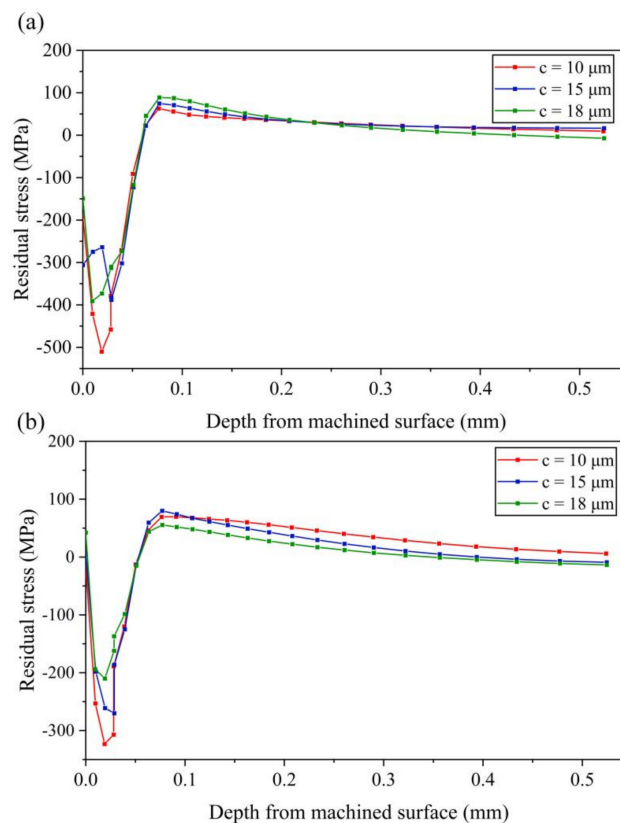 (a)
200
100
0
-100
-200
-300
-400
-500
Residual stress (MPa)
c = 10 μm
c = 15 μm
c = 18 μm
0.0 0.1 0.2 0.3 0.4 0.5
Depth from machined surface (mm)
(b)
200
100
0
-100
-200
-300
Residual stress (MPa)
c = 10 μm
c = 15 μm
c = 18 μm
0.0 0.1 0.2 0.3 0.4 0.5
Depth from machined surface (mm)